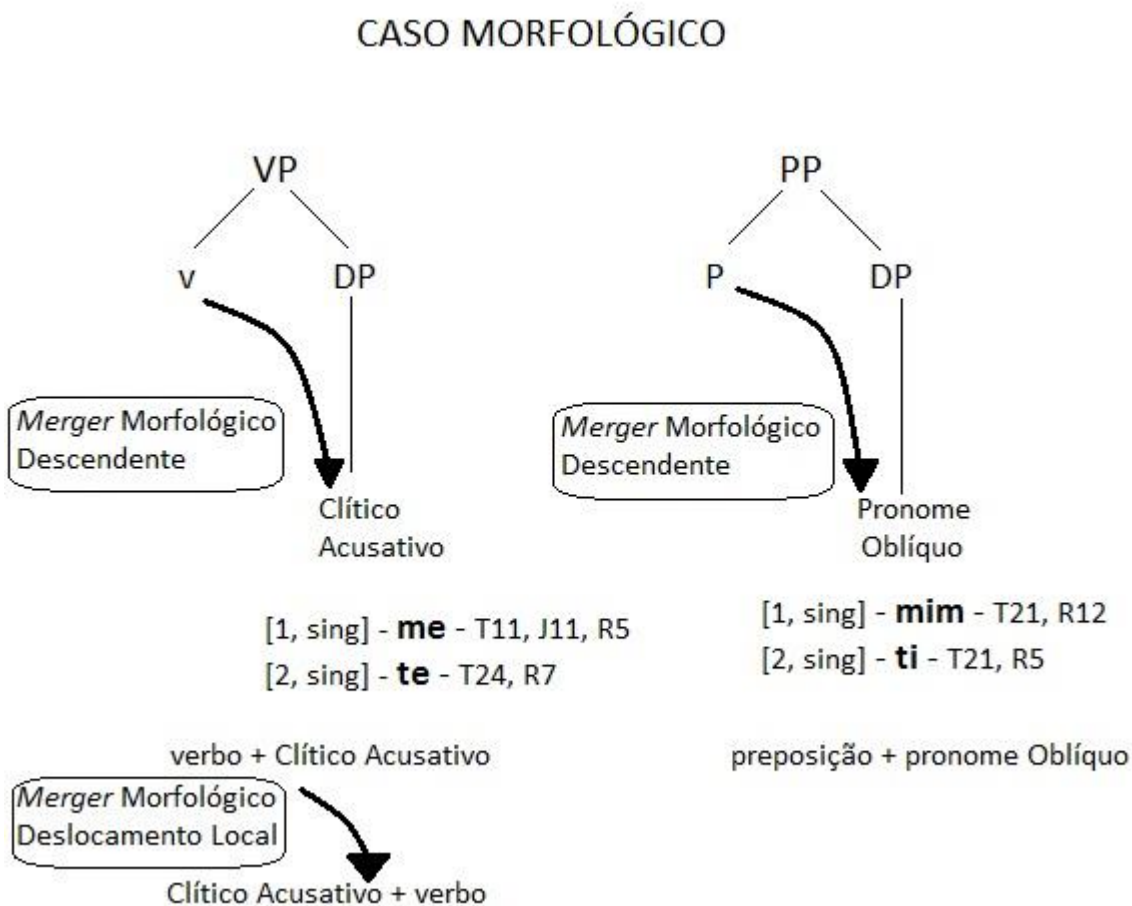 CASO MORFOLÓGICO
VP
v
DP
Merger Morfológico
Descendente
Clítico
Acusativo
[1, sing] - me - T11, J11, R5
[2, sing] - te - T24, R7
verbo + Clítico Acusativo
Merger Morfológico
Deslocamento Local
Clítico Acusativo + verbo
PP
P
DP
Merger Morfológico
Descendente
Pronome
Oblíquo
[1, sing] - mim - T21, R12
[2, sing] - ti - T21, R5
preposição + pronome Oblíquo